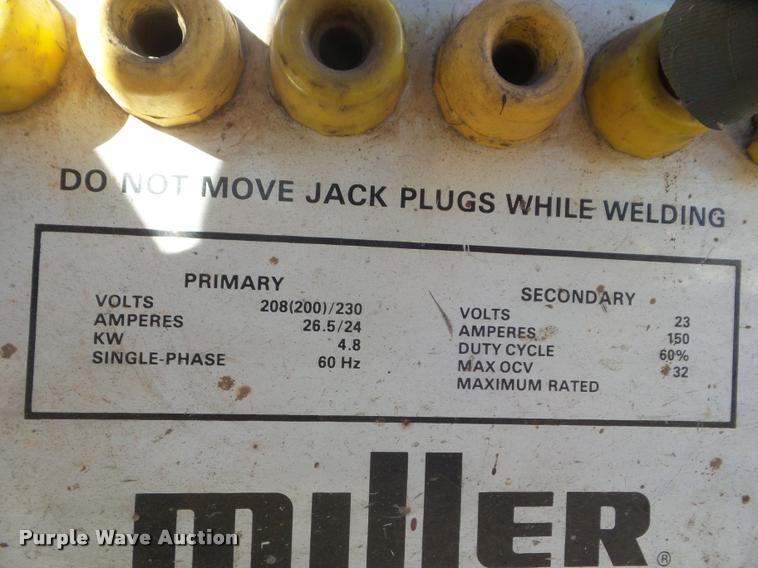 DO NOT MOVE JACK PLUGS WHILE WELDING
PRIMARY
VOLTS 208(200)/230
AMPERES 26.5/24
KW 4.8
SINGLE-PHASE 60 Hz
SECONDARY
VOLTS 23
AMPERES 150
DUTY CYCLE 60%
MAX OCV 32
MAXIMUM RATED
miller®
Purple Wave Auction